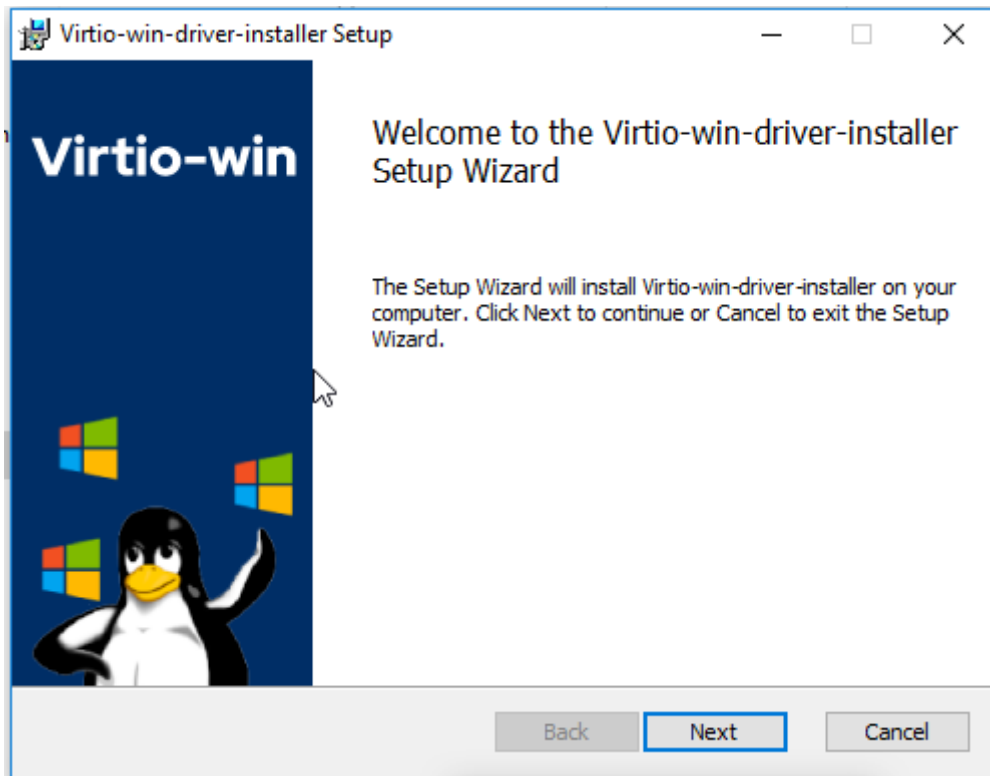 Virtio-win-driver-installer Setup
Virtio-win
Welcome to the Virtio-win-driver-installer
Setup Wizard
The Setup Wizard will install Virtio-win-driver-installer on your
computer. Click Next to continue or Cancel to exit the Setup
Wizard.
Back Next Cancel